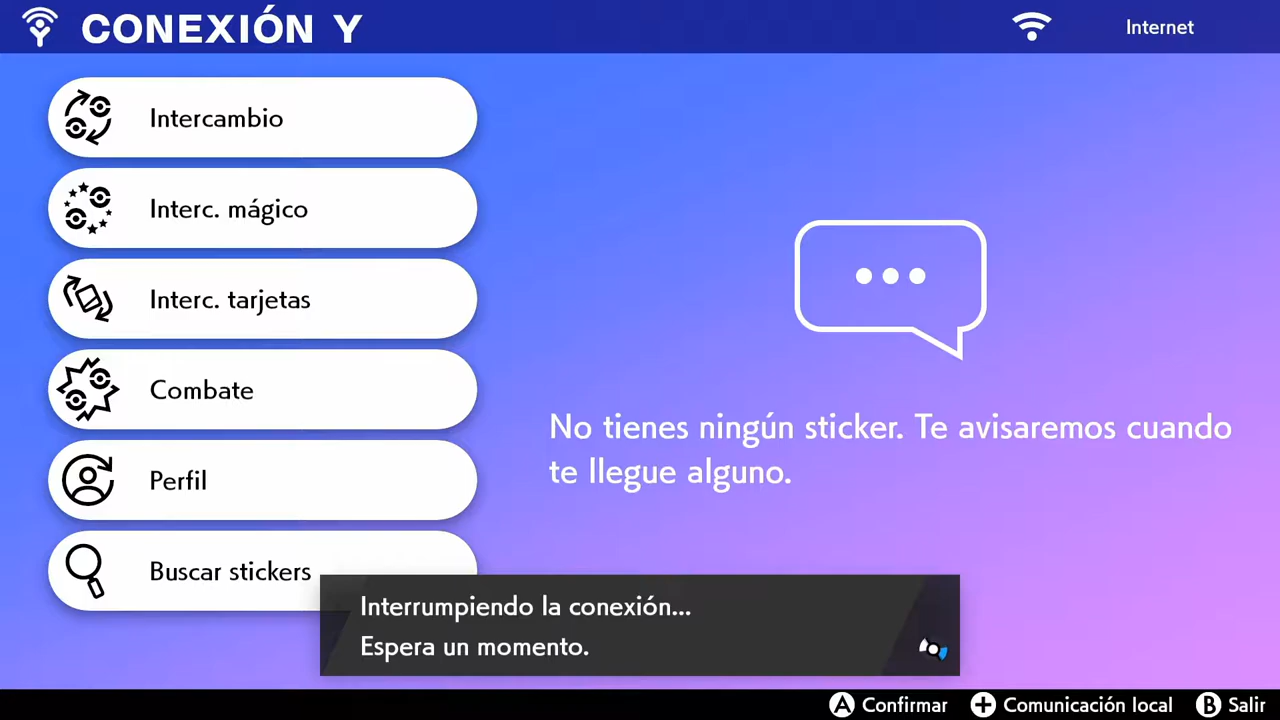 CONEXIÓN Y
Internet
Intercambio
Interc. mágico
Interc. tarjetas
Combate
Perfil
Buscar stickers
No tienes ningún sticker. Te avisaremos cuando
te llegue alguno.
Interrumpiendo la conexión...
Espera un momento.
A Confirmar + Comunicación local B Salir